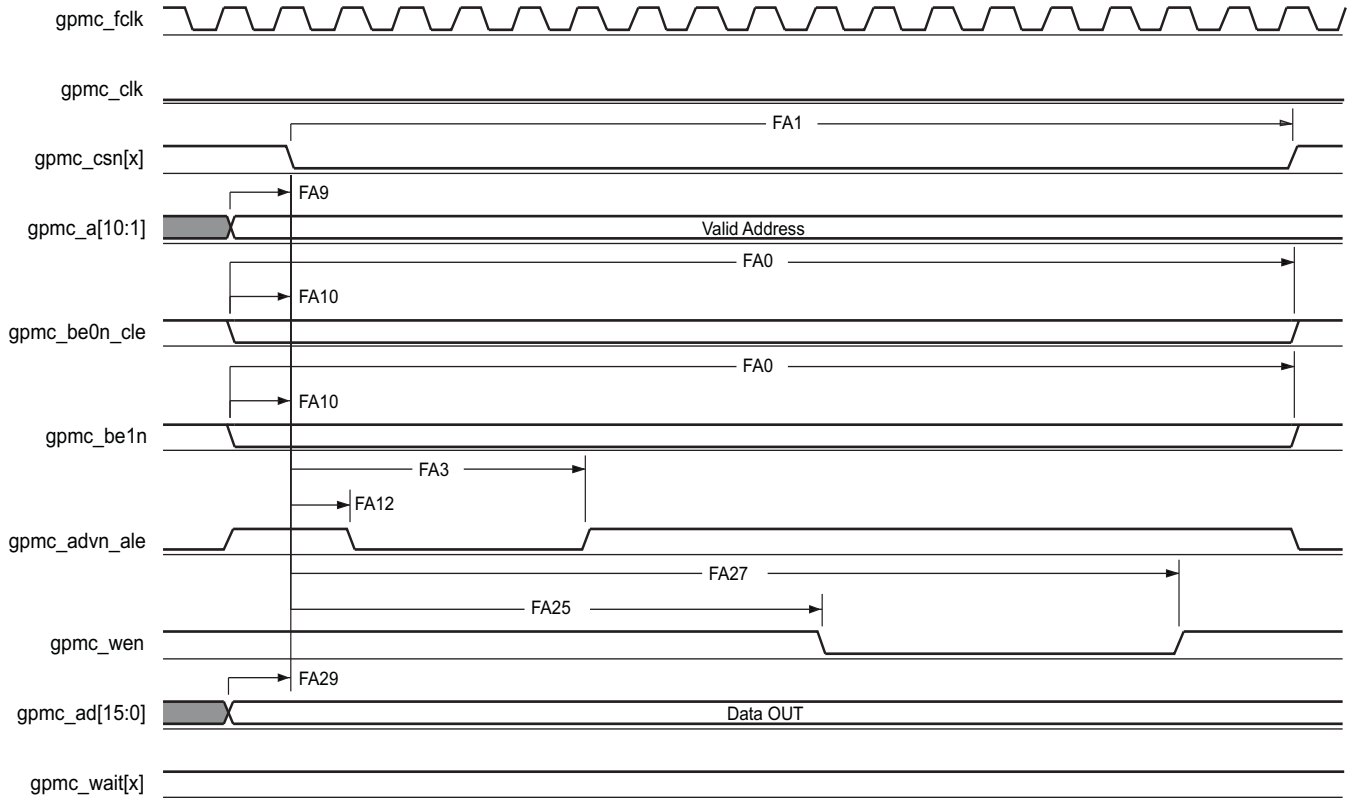 gpmc_fclk
gpmc_clk
FA1
gpmc_csn[x]
FA9
gpmc_a[10:1]
Valid Address
FA0
FA10
gpmc_be0n_cle
FA0
FA10
gpmc_be1n
FA3
FA12
gpmc_advn_ale
FA27
FA25
gpmc_wen
FA29
gpmc_ad[15:0]
Data OUT
gpmc_wait[x]